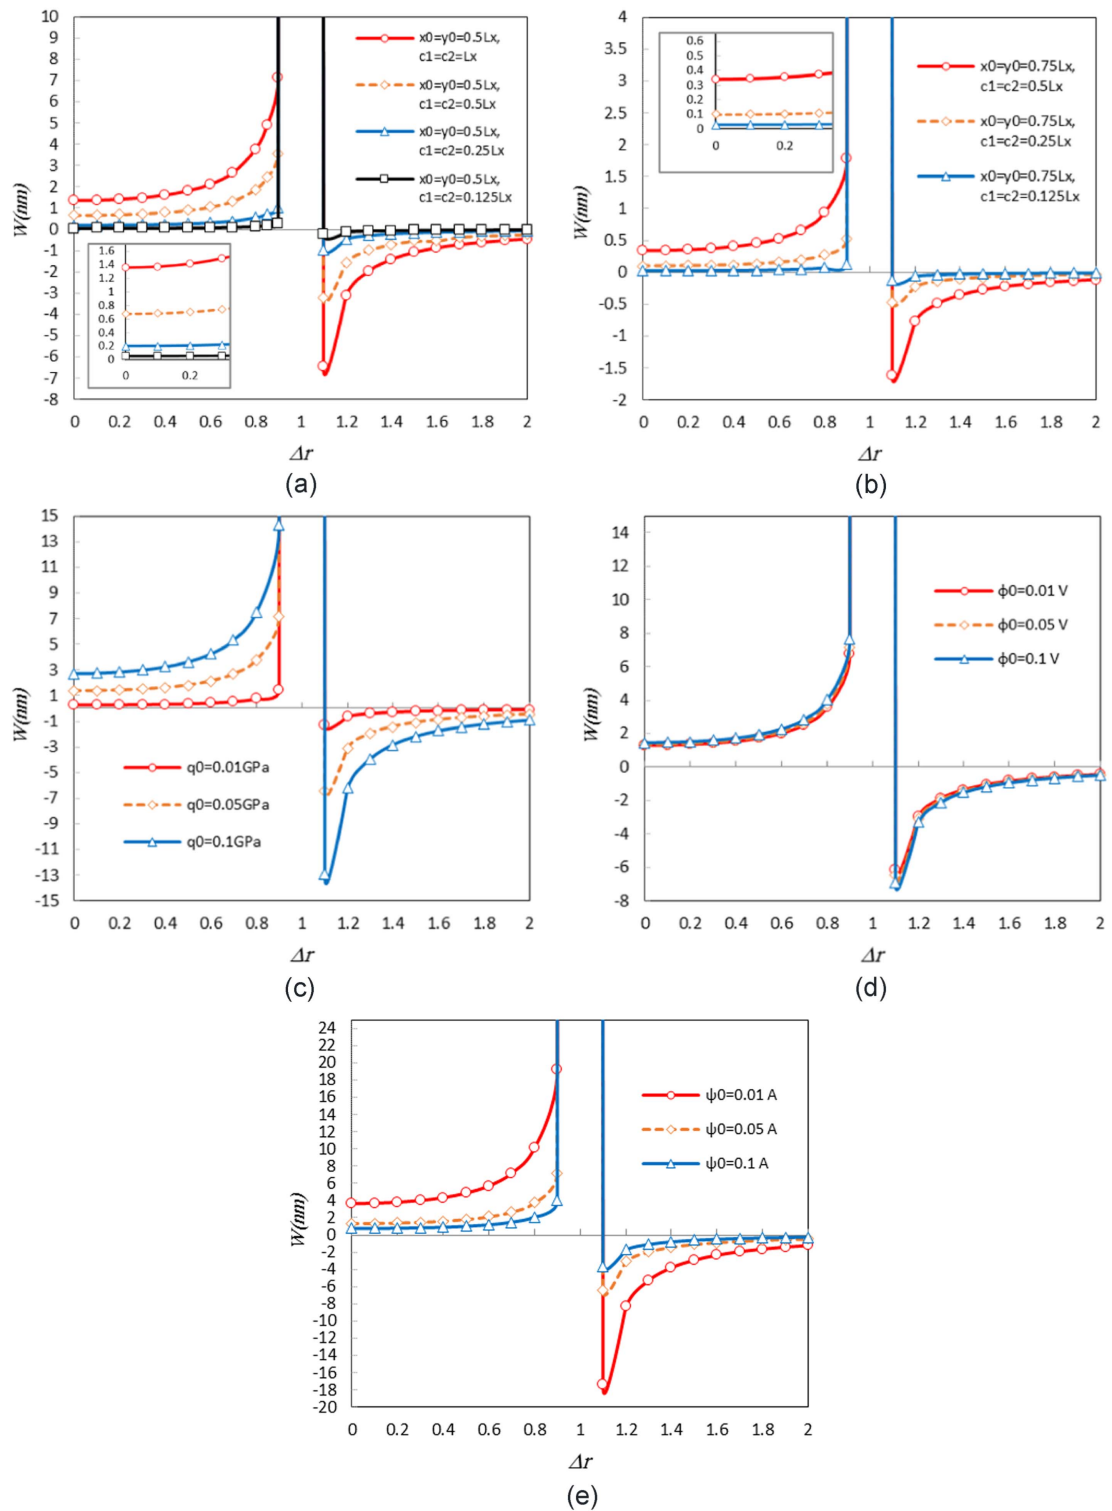 10
9
8
7
6
5
4
3
2
1
0
-1
-2
-3
-4
-5
-6
-7
-8
W(nm)
x0=y0=0.5Lx,
c1=c2=Lx
x0=y0=0.5Lx,
c1=c2=0.5Lx
x0=y0=0.5Lx,
c1=c2=0.25Lx
x0=y0=0.5Lx,
c1=c2=0.125Lx
1.6
1.4
1.2
1
0.8
0.6
0.4
0.2
0
0 0.2
0 0.2 0.4 0.6 0.8 1 1.2 1.4 1.6 1.8 2
Δr
(a)
4
3.5
3
2.5
2
1.5
1
0.5
0
-0.5
-1
-1.5
-2
W(nm)
0.6
0.5
0.4
0.3
0.2
0.1
0
0 0.2
x0=y0=0.75Lx,
c1=c2=0.5Lx
x0=y0=0.75Lx,
c1=c2=0.25Lx
x0=y0=0.75Lx,
c1=c2=0.125Lx
0 0.2 0.4 0.6 0.8 1 1.2 1.4 1.6 1.8 2
Δr
(b)
15
13
11
9
7
5
3
1
-1
-3
-5
-7
-9
-11
-13
-15
W(nm)
q0=0.01GPa
q0=0.05GPa
q0=0.1GPa
0 0.2 0.4 0.6 0.8 1 1.2 1.4 1.6 1.8 2
Δr
(c)
14
12
10
8
6
4
2
0
-2
-4
-6
-8
W(nm)
ϕ0=0.01 V
ϕ0=0.05 V
ϕ0=0.1 V
0 0.2 0.4 0.6 0.8 1 1.2 1.4 1.6 1.8 2
Δr
(d)
24
22
20
18
16
14
12
10
8
6
4
2
0
-2
-4
-6
-8
-10
-12
-14
-16
-18
-20
W(nm)
ψ0=0.01 A
ψ0=0.05 A
ψ0=0.1 A
0 0.2 0.4 0.6 0.8 1 1.2 1.4 1.6 1.8 2
Δr
(e)